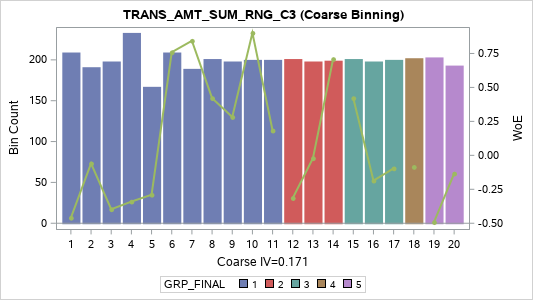 TRANS_AMT_SUM_RNG_C3 (Coarse Binning)
Bin Count
200
150
100
50
0
0.75
0.50
0.25
0.00
-0.25
-0.50
WoE
1 2 3 4 5 6 7 8 9 10 11 12 13 14 15 16 17 18 19 20
Coarse IV=0.171
GRP_FINAL 1 2 3 4 5